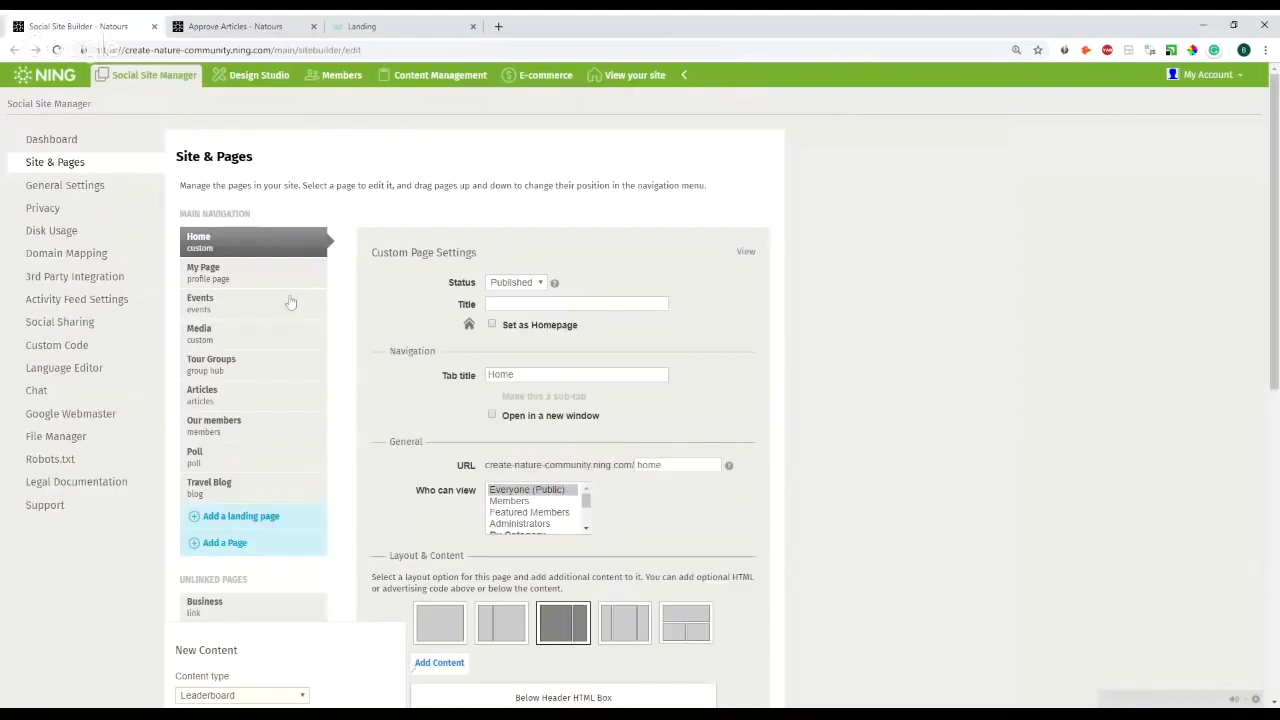 Social Site Builder - Natours
Approve Articles - Natours
Landing
://create-nature-community.ning.com/main/sitebuilder/edit
B
NING
Social Site Manager
Design Studio
Members
Content Management
E-commerce
View your site
My Account
Social Site Manager
Dashboard
Site & Pages
General Settings
Privacy
Disk Usage
Domain Mapping
3rd Party Integration
Activity Feed Settings
Social Sharing
Custom Code
Language Editor
Chat
Google Webmaster
File Manager
Robots.txt
Legal Documentation
Support
Site & Pages
Manage the pages in your site. Select a page to edit it, and drag pages up and down to change their position in the navigation menu.
MAIN NAVIGATION
Home
custom
My Page
profile page
Events
events
Media
custom
Tour Groups
group hub
Articles
articles
Our members
members
Poll
poll
Travel Blog
blog
Add a landing page
Add a Page
UNLINKED PAGES
Business
link
New Content
Content type
Leaderboard
Custom Page Settings
View
Status
Published
Title
Set as Homepage
Navigation
Tab title
Home
Make this a sub-tab
Open in a new window
General
URL
create-nature-community.ning.com/
home
Who can view
Everyone (Public)
Members
Featured Members
Administrators
By Category
Layout & Content
Select a layout option for this page and add additional content to it. You can add optional HTML
or advertising code above or below the content.
Add Content
Below Header HTML Box